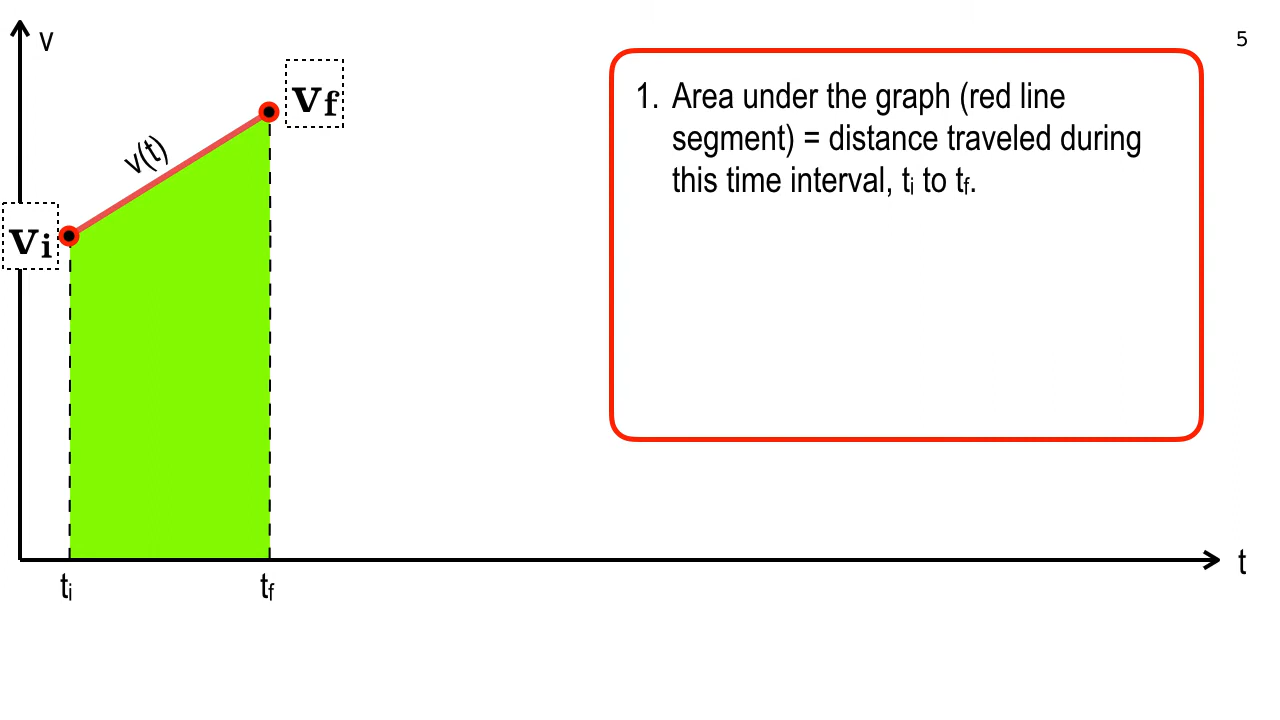 v
5
vf
1. Area under the graph (red line
segment) = distance traveled during
this time interval, ti to tf.
v(t)
vi
t
ti
tf